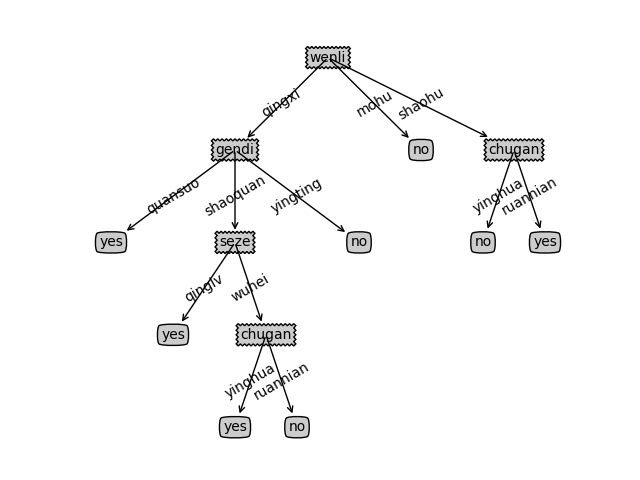 wenli
qingxi
mohu
shaohu
gendi
no
chugan
quansuo
shaoquan
yingting
yinghua
ruannian
yes
seze
no
no
yes
qinglv
wuhei
yes
chugan
yinghua
ruannian
yes
no